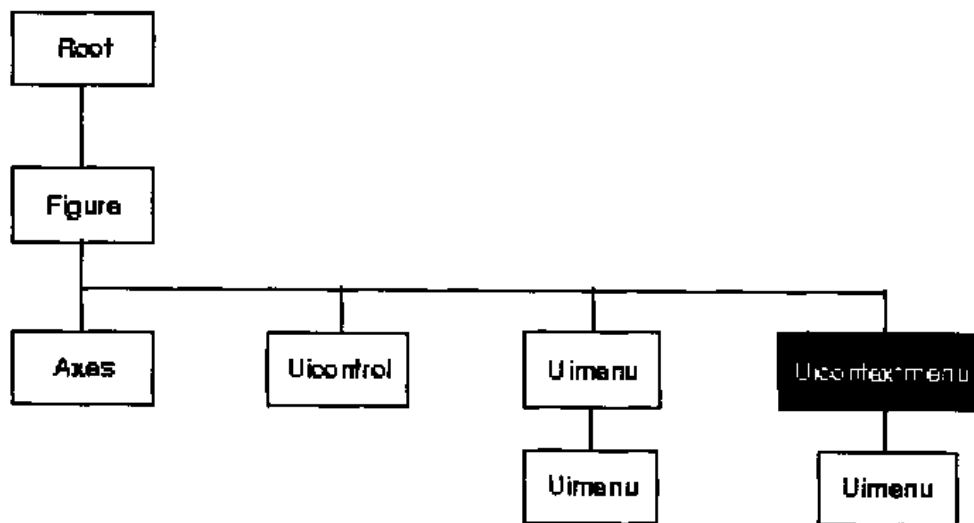 Root
Figure
Axes
Uicontrol
Uimenu
Uicontextmenu
Uimenu
Uimenu